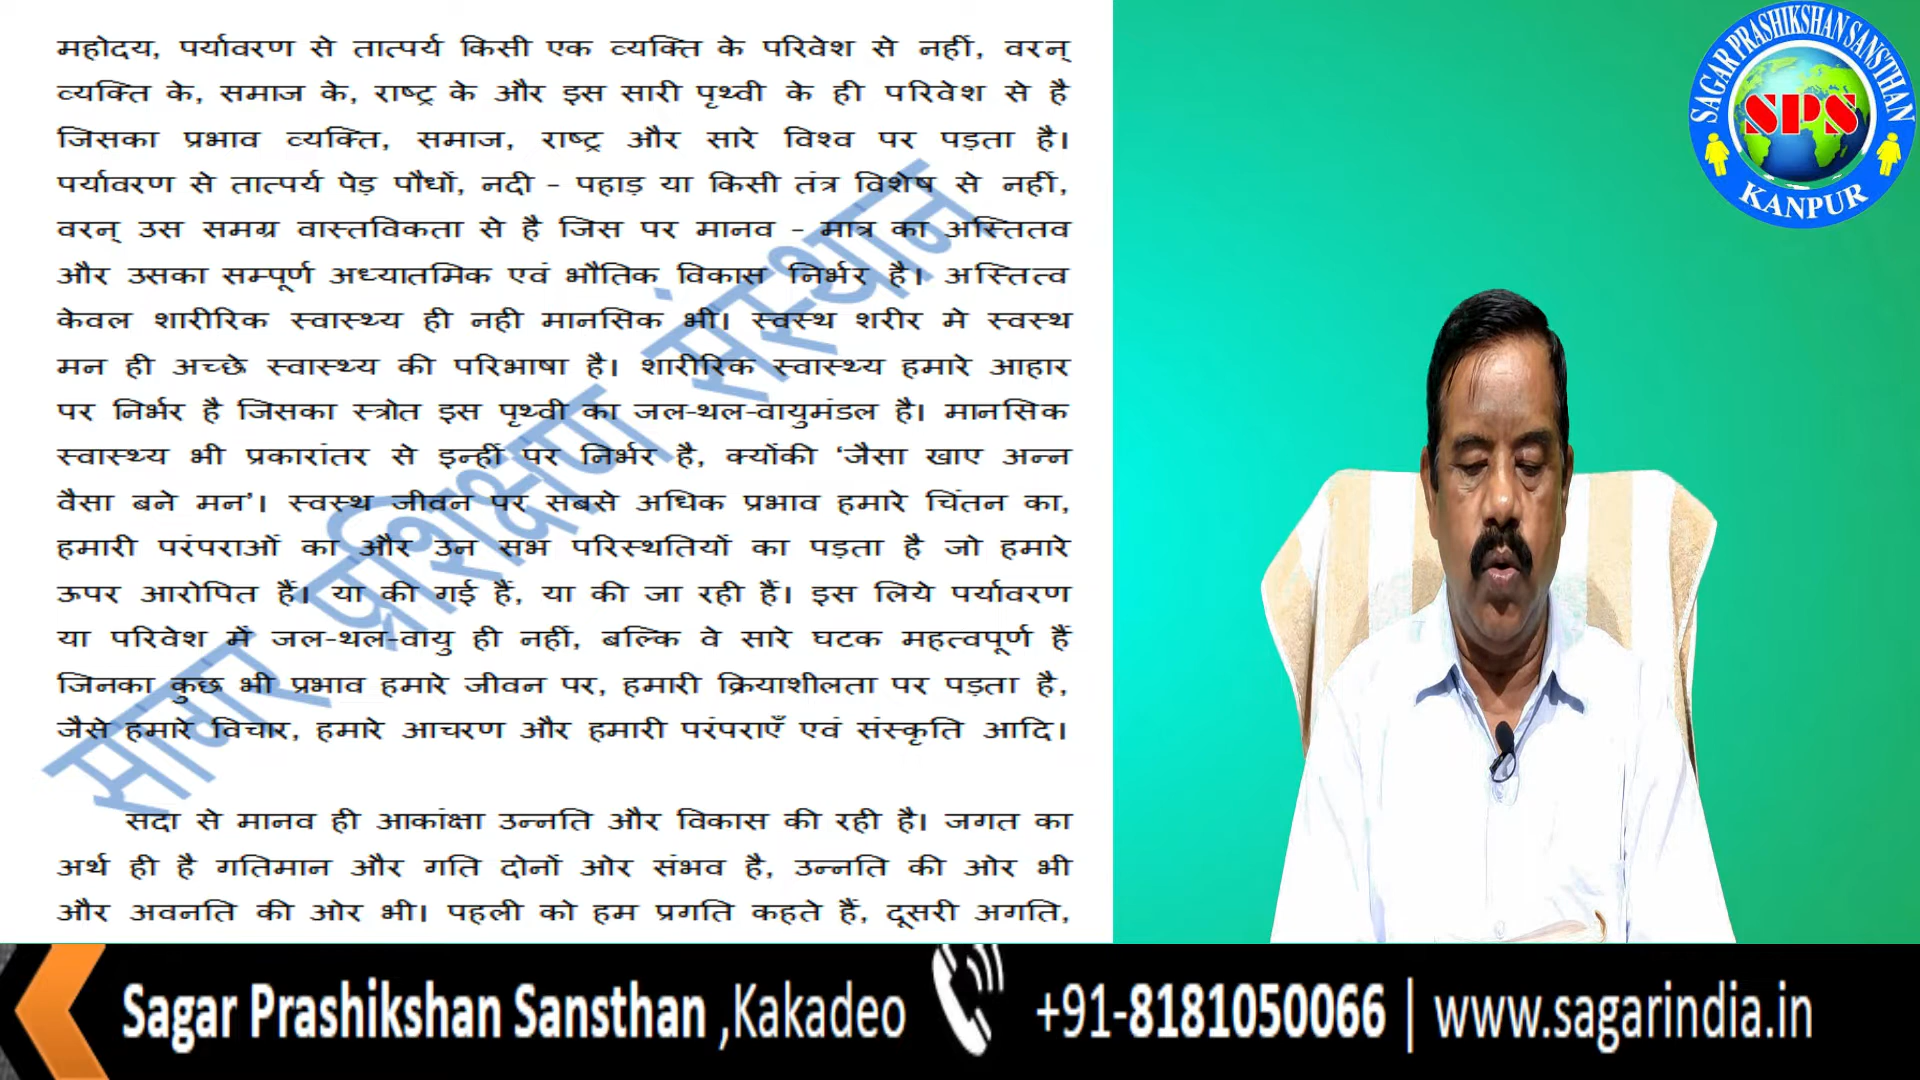 महोदय, पर्यावरण से तात्पर्य किसी एक व्यक्ति के परिवेश से नहीं, वरन्
व्यक्ति के, समाज के, राष्ट्र के और इस सारी पृथ्वी के ही परिवेश से है
जिसका प्रभाव व्यक्ति, समाज, राष्ट्र और सारे विश्व पर पड़ता है।
पर्यावरण से तात्पर्य पेड़ पौधों, नदी – पहाड़ या किसी तंत्र विशेष से नहीं,
वरन् उस समग्र वास्तविकता से है जिस पर मानव – मात्र का अस्तितव
और उसका सम्पूर्ण अध्यातमिक एवं भौतिक विकास निर्भर है। अस्तित्व
केवल शारीरिक स्वास्थ्य ही नही मानसिक भी। स्वस्थ शरीर मे स्वस्थ
मन ही अच्छे स्वास्थ्य की परिभाषा है। शारीरिक स्वास्थ्य हमारे आहार
पर निर्भर है जिसका स्त्रोत इस पृथ्वी का जल-थल-वायुमंडल है। मानसिक
स्वास्थ्य भी प्रकारांतर से इन्हीं पर निर्भर है, क्योंकी ‘जैसा खाए अन्न
वैसा बने मन’। स्वस्थ जीवन पर सबसे अधिक प्रभाव हमारे चिंतन का,
हमारी परंपराओं का और उन सभ परिस्थतियों का पड़ता है जो हमारे
ऊपर आरोपित हैं। या की गई हैं, या की जा रही हैं। इस लिये पर्यावरण
या परिवेश में जल-थल-वायु ही नहीं, बल्कि वे सारे घटक महत्वपूर्ण हैं
जिनका कुछ भी प्रभाव हमारे जीवन पर, हमारी क्रियाशीलता पर पड़ता है,
जैसे हमारे विचार, हमारे आचरण और हमारी परंपराएँ एवं संस्कृति आदि।
सदा से मानव ही आकांक्षा उन्नति और विकास की रही है। जगत का
अर्थ ही है गतिमान और गति दोनों ओर संभव है, उन्नति की ओर भी
और अवनति की ओर भी। पहली को हम प्रगति कहते हैं, दूसरी अगति,
सागर प्रशिक्षण संस्थान
SAGAR PRASHIKSHAN SANSTHAN
SPS
KANPUR
Sagar Prashikshan Sansthan ,Kakadeo +91-8181050066 | www.sagarindia.in